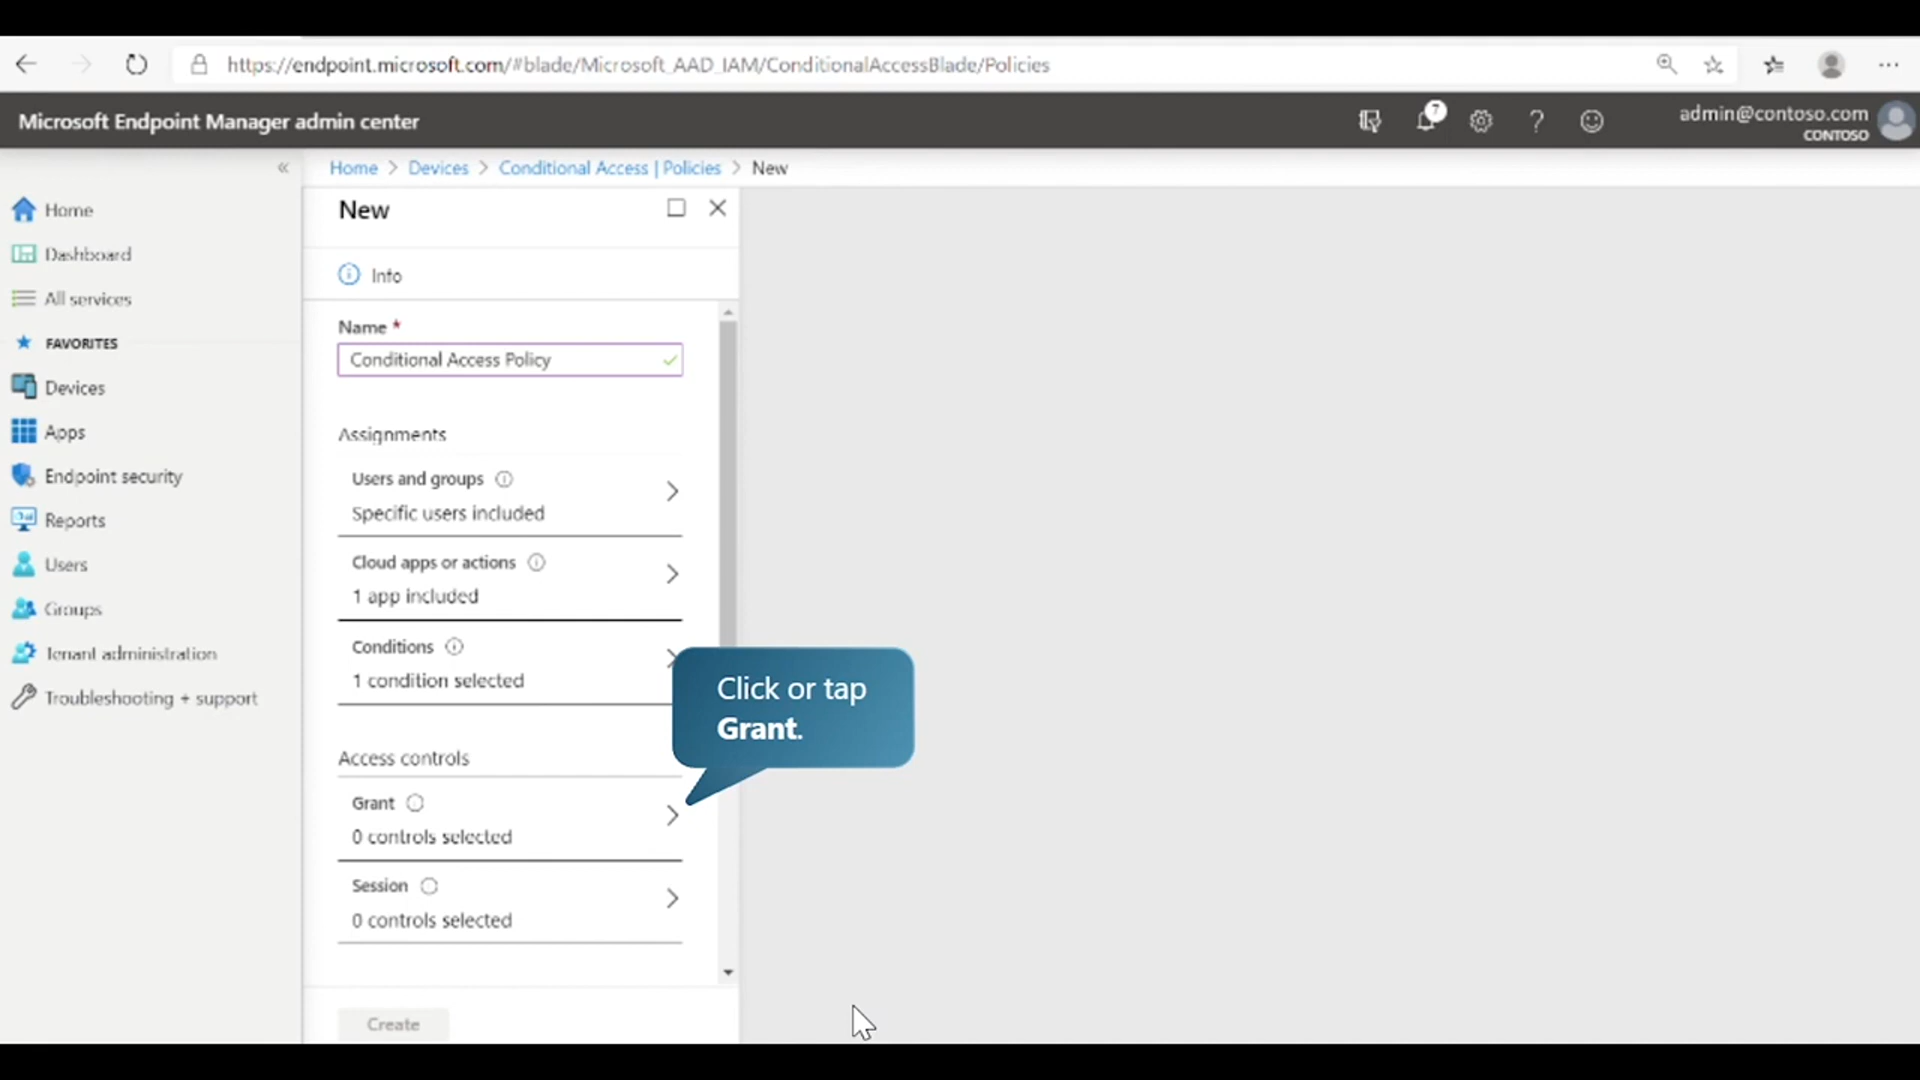 https://endpoint.microsoft.com/#blade/Microsoft_AAD_IAM/ConditionalAccessBlade/Policies
Microsoft Endpoint Manager admin center
7
admin@contoso.com
CONTOSO
Home > Devices > Conditional Access | Policies > New
Home
Dashboard
All services
FAVORITES
Devices
Apps
Endpoint security
Reports
Users
Groups
Tenant administration
Troubleshooting + support
New
Info
Name *
Conditional Access Policy
Assignments
Users and groups
Specific users included
Cloud apps or actions
1 app included
Conditions
1 condition selected
Click or tap
Grant.
Access controls
Grant
0 controls selected
Session
0 controls selected
Create